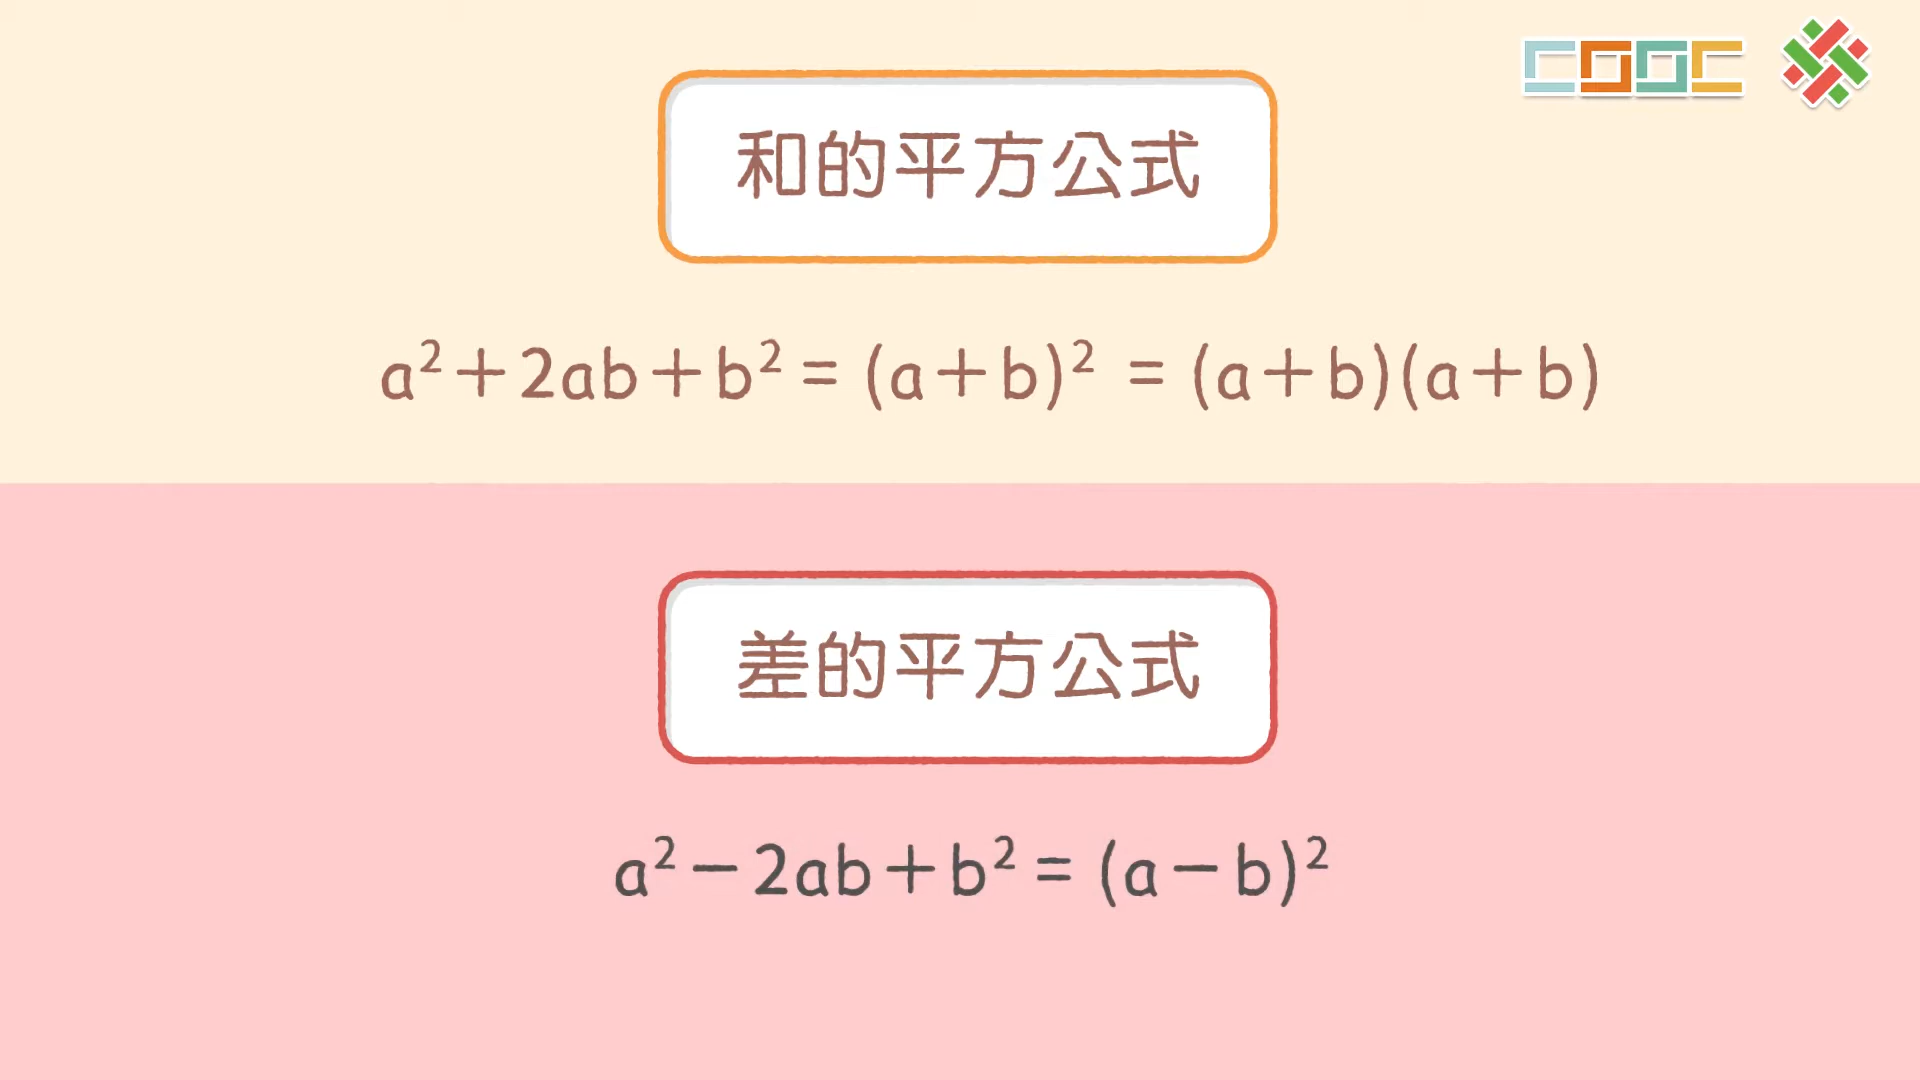 COOC
和的平方公式
a²+2ab+b²= (a+b)² = (a+b)(a+b)
差的平方公式
a²−2ab+b²= (a−b)²